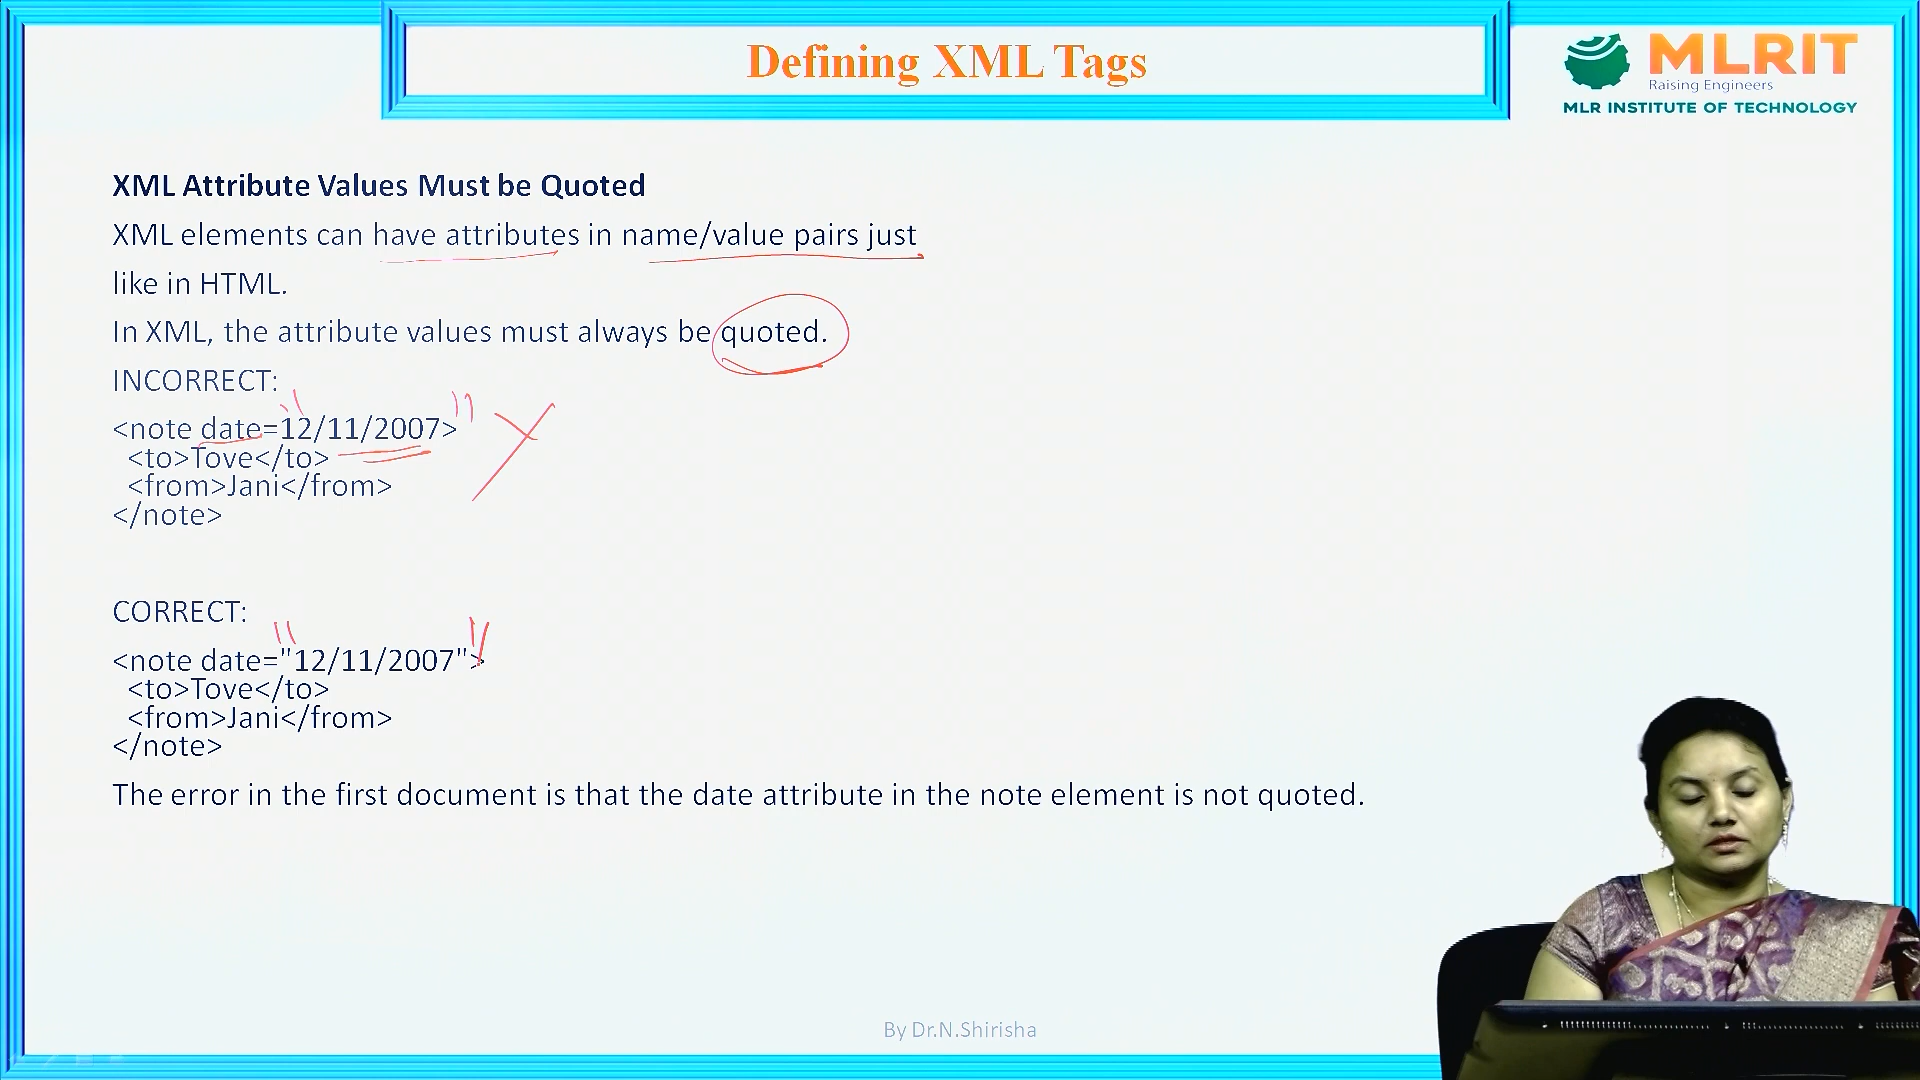 Defining XML Tags
MLRIT
Raising Engineers
MLR INSTITUTE OF TECHNOLOGY
XML Attribute Values Must be Quoted
XML elements can have attributes in name/value pairs just
like in HTML.
In XML, the attribute values must always be quoted.
INCORRECT:
<note date=12/11/2007>
<to>Tove</to>
<from>Jani</from>
</note>
CORRECT:
<note date="12/11/2007">
<to>Tove</to>
<from>Jani</from>
</note>
The error in the first document is that the date attribute in the note element is not quoted.
By Dr.N.Shirisha